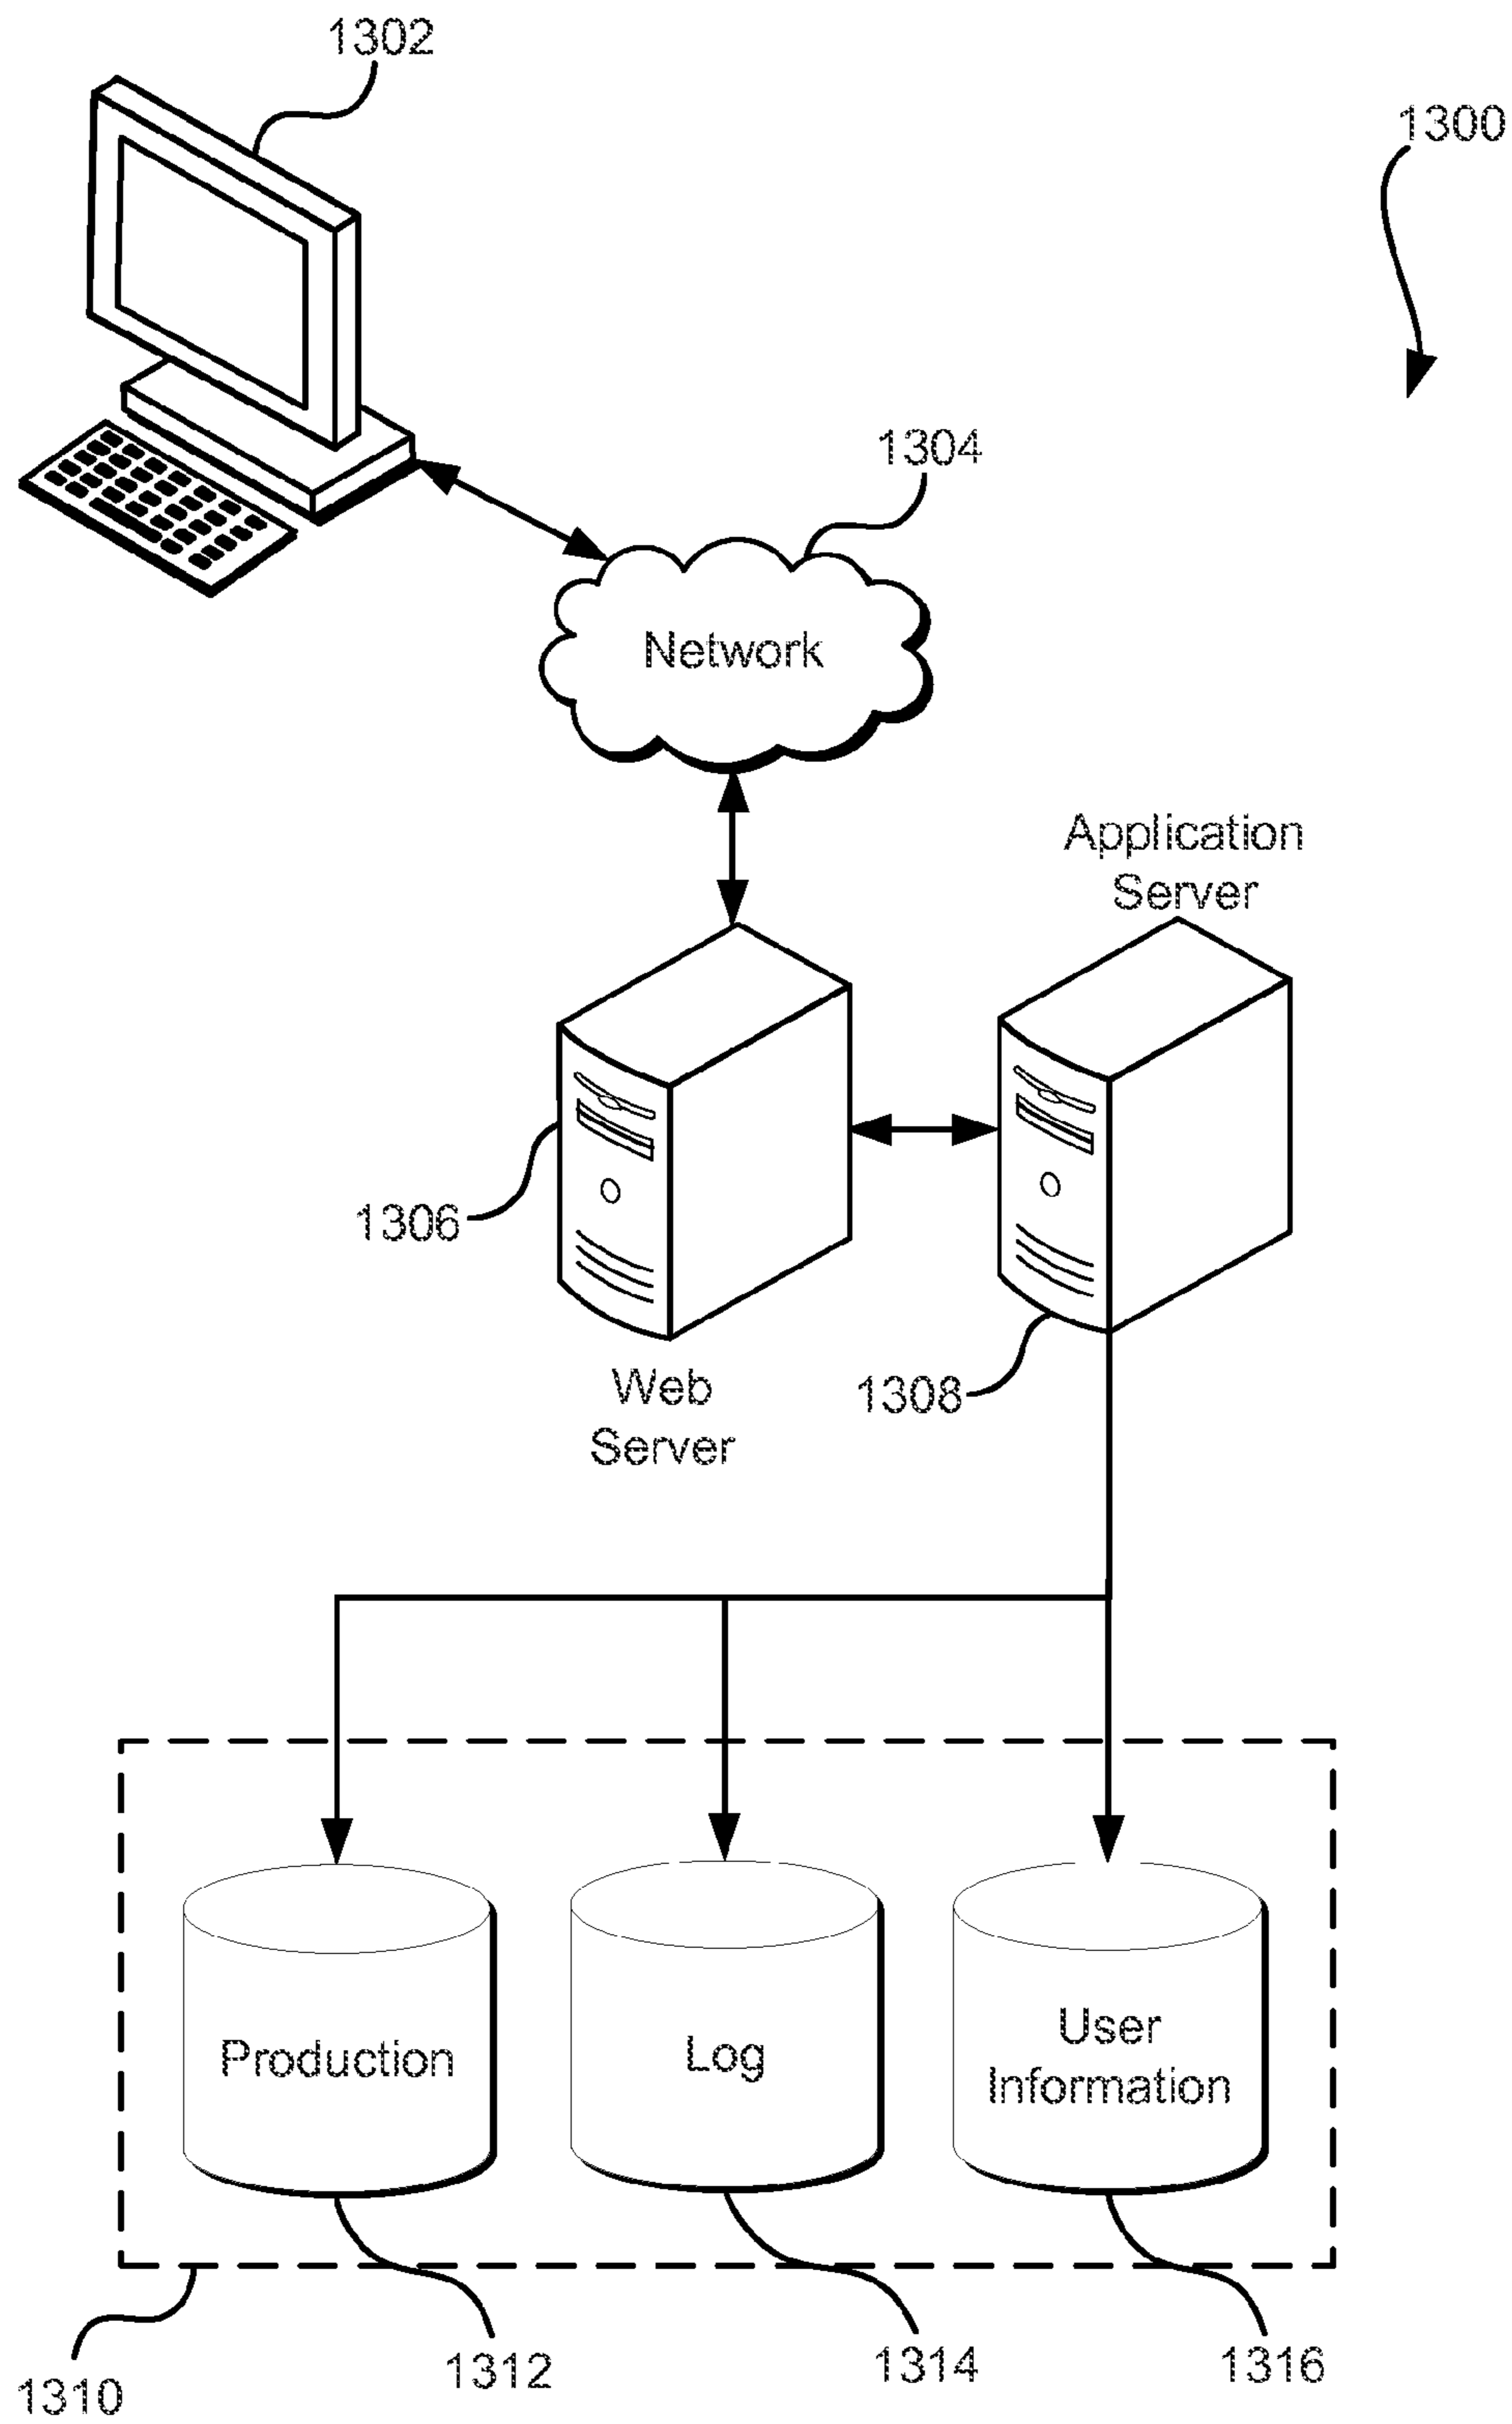 1302
1300
1304
Network
Application
Server
1306
Web
Server
1308
Production
Log
User
Information
1310
1312
1314
1316